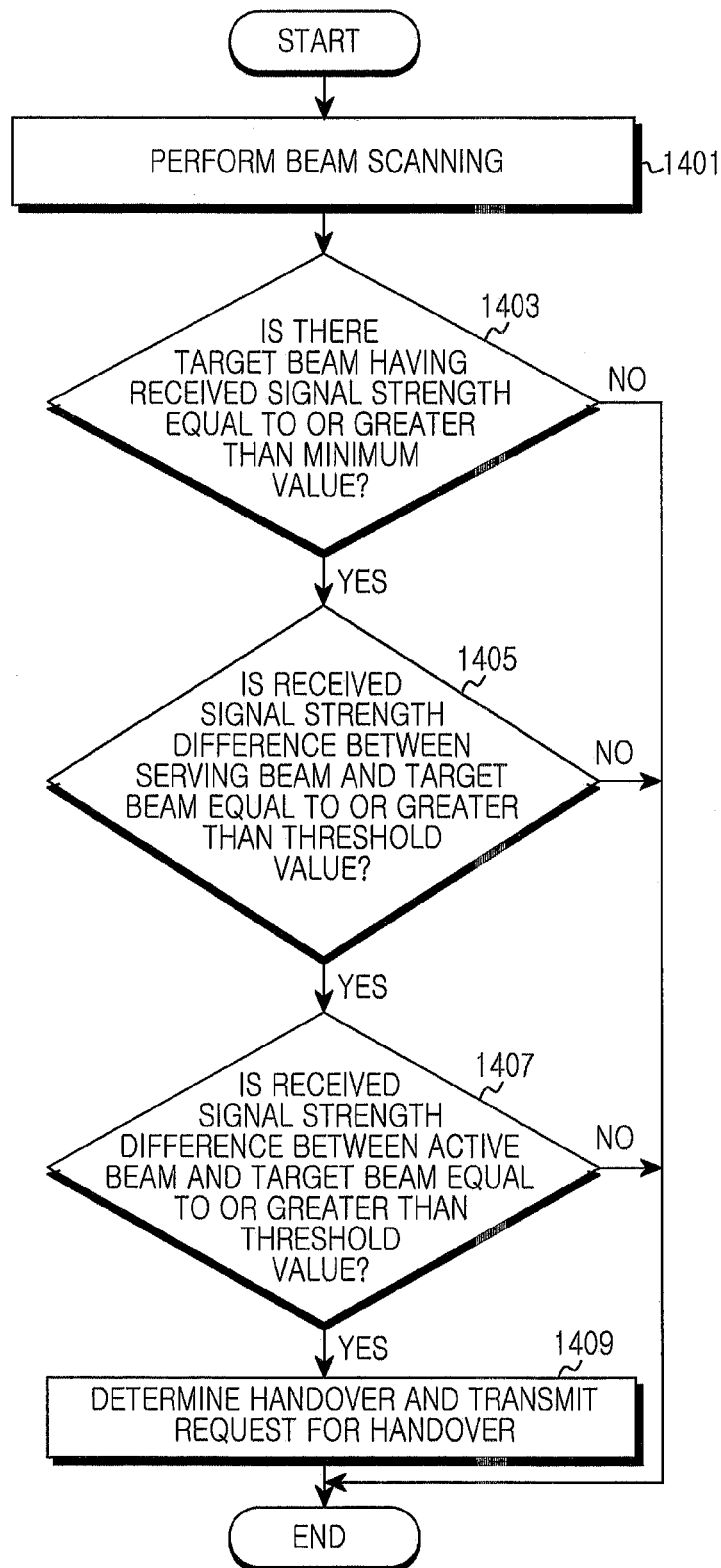 START
PERFORM BEAM SCANNING
1401
1403
IS THERE
TARGET BEAM HAVING
RECEIVED SIGNAL STRENGTH
EQUAL TO OR GREATER
THAN MINIMUM
VALUE?
NO
YES
1405
IS RECEIVED
SIGNAL STRENGTH
DIFFERENCE BETWEEN
SERVING BEAM AND TARGET
BEAM EQUAL TO OR GREATER
THAN THRESHOLD
VALUE?
NO
YES
1407
IS RECEIVED
SIGNAL STRENGTH
DIFFERENCE BETWEEN ACTIVE
BEAM AND TARGET BEAM EQUAL
TO OR GREATER THAN
THRESHOLD
VALUE?
NO
YES
1409
DETERMINE HANDOVER AND TRANSMIT
REQUEST FOR HANDOVER
END